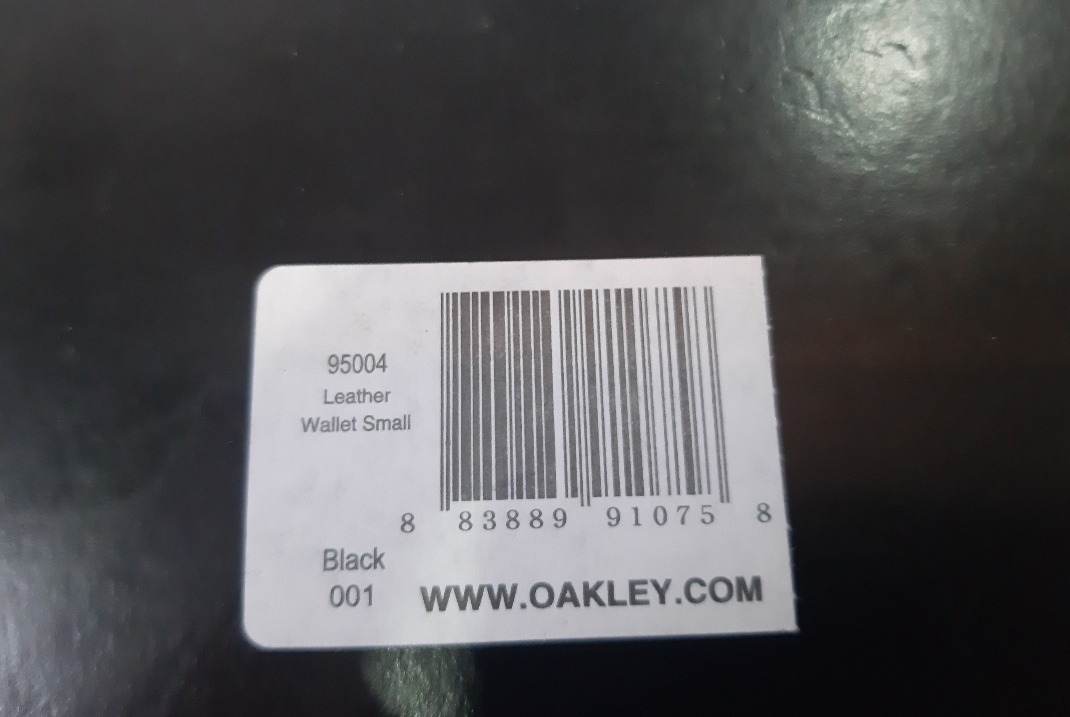 95004
Leather
Wallet Small
8 83889 91075 8
Black
001
WWW.OAKLEY.COM